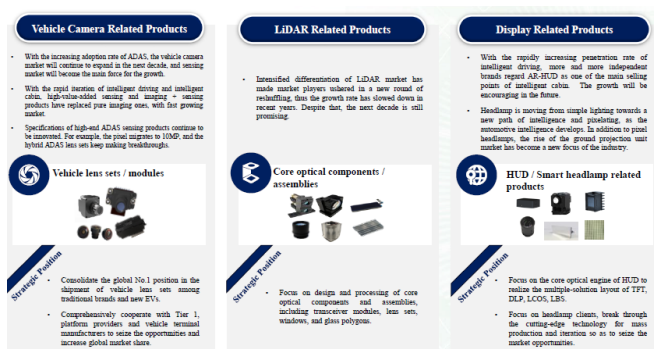 Vehicle Camera Related Products
• With the increasing adoption rate of ADAS, the vehicle camera
market will continue to expand in the next decade, and sensing
market will become the main force for the growth.
• With the rapid iteration of intelligent driving and intelligent
cabin, high-value-added sensing and imaging + sensing
products have replaced pure imaging ones, with fast growing
market.
• Specifications of high-end ADAS sensing products continue to
be innovated. For example, the pixel migrates to 10MP, and the
hybrid ADAS lens sets keep making breakthroughs.
Vehicle lens sets / modules
Strategic Position
• Consolidate the global No.1 position in the
shipment of vehicle lens sets among
traditional brands and new EVs.
• Comprehensively cooperate with Tier 1,
platform providers and vehicle terminal
manufacturers to seize the opportunities and
increase global market share.
LiDAR Related Products
• Intensified differentiation of LiDAR market has
made market players ushered in a new round of
reshuffling, thus the growth rate has slowed down in
recent years. Despite that, the next decade is still
promising.
Core optical components /
assemblies
Strategic Position
• Focus on design and processing of core
optical components and assemblies,
including transceiver modules, lens sets,
windows, and glass polygons.
Display Related Products
• With the rapidly increasing penetration rate of
intelligent driving, more and more independent
brands regard AR-HUD as one of the main selling
points of intelligent cabin. The growth will be
encouraging in the future.
• Headlamp is moving from simple lighting towards a
new path of intelligence and pixelating, as
the automotive intelligence develops. In addition to pixel
headlamps, the rise of the ground projection unit
market has become a new focus of the industry.
HUD / Smart headlamp related
products
Strategic Position
• Focus on the core optical engine of HUD to
realize the multiple-solution layout of TFT,
DLP, LCOS, LBS.
• Focus on headlamp clients, break through
the cutting-edge technology for mass
production and iteration so as to seize the
market opportunities.